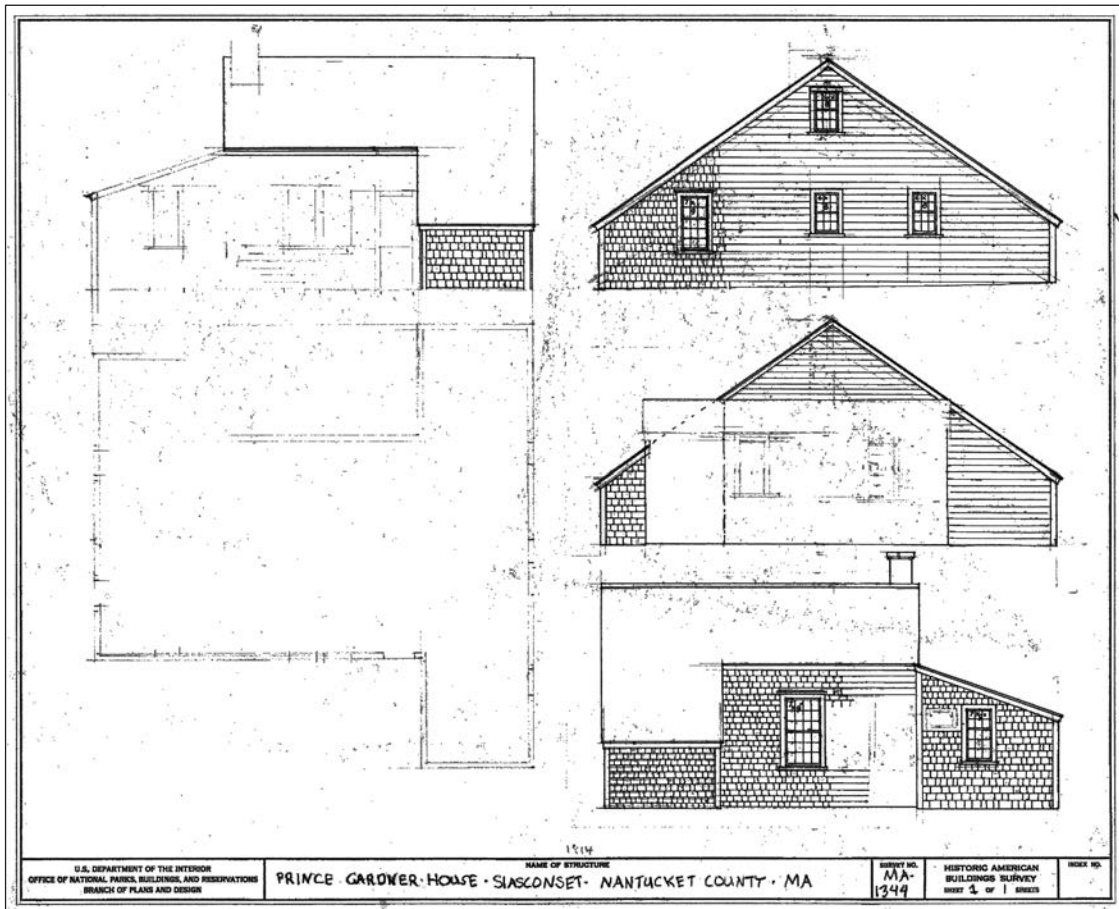 1814
U.S. DEPARTMENT OF THE INTERIOR
OFFICE OF NATIONAL PARKS, BUILDINGS, AND RESERVATIONS
BRANCH OF PLANS AND DESIGN
NAME OF STRUCTURE
PRINCE GARDNER HOUSE · SIASCONSET · NANTUCKET COUNTY · MA
SURVEY NO.
MA-
1349
HISTORIC AMERICAN
BUILDINGS SURVEY
SHEET 1 OF 1 SHEETS
INDEX NO.